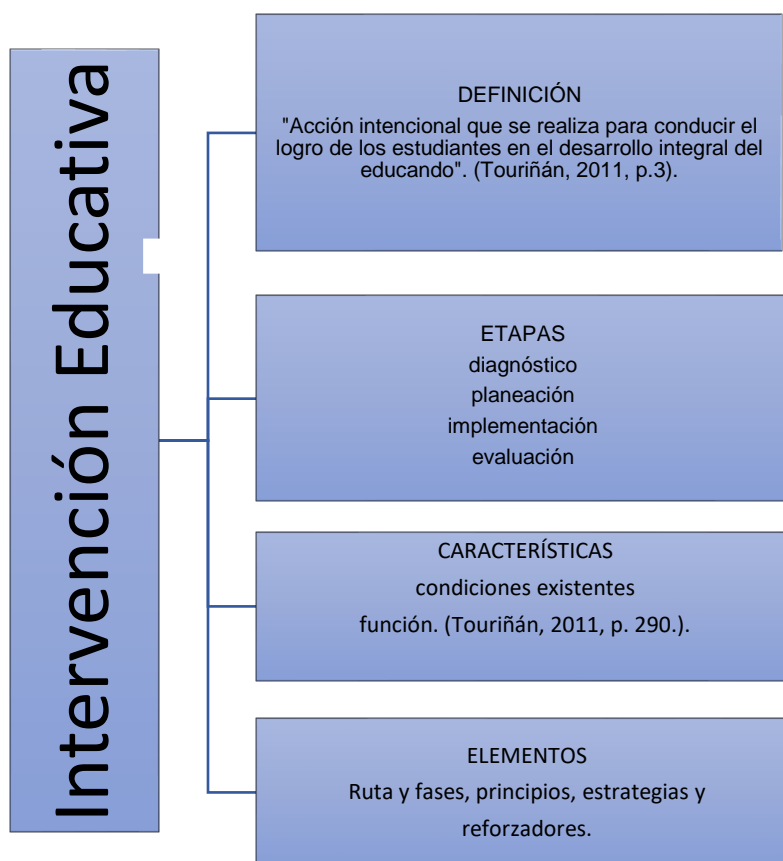 Intervención Educativa
DEFINICIÓN
"Acción intencional que se realiza para conducir el
logro de los estudiantes en el desarrollo integral del
educando". (Touriñán, 2011, p.3).
ETAPAS
diagnóstico
planeación
implementación
evaluación
CARACTERÍSTICAS
condiciones existentes
función. (Touriñán, 2011, p. 290.).
ELEMENTOS
Ruta y fases, principios, estrategias y
reforzadores.